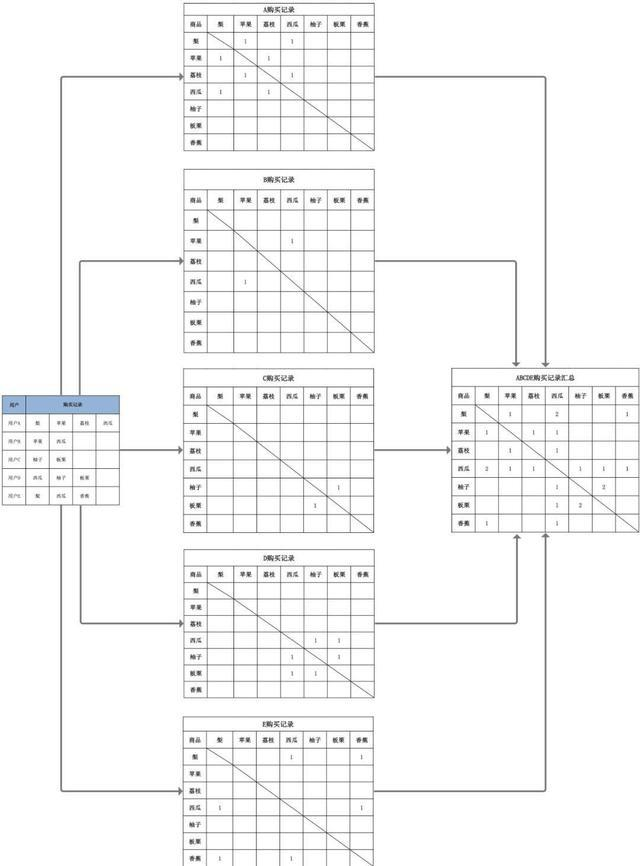 A购买记录
商品 梨 苹果 荔枝 西瓜 柚子 板栗 香蕉
梨 1 1
苹果 1 1
荔枝 1 1
西瓜 1 1
柚子
板栗
香蕉
B购买记录
商品 梨 苹果 荔枝 西瓜 柚子 板栗 香蕉
梨
苹果 1
荔枝
西瓜 1
柚子
板栗
香蕉
用户 购买记录
用户A 梨 苹果 荔枝 西瓜
用户B 苹果 西瓜
用户C 柚子 板栗
用户D 西瓜 柚子 板栗
用户E 梨 西瓜 香蕉
C购买记录
商品 梨 苹果 荔枝 西瓜 柚子 板栗 香蕉
梨
苹果
荔枝
西瓜
柚子 1
板栗 1
香蕉
ABCDE购买记录汇总
商品 梨 苹果 荔枝 西瓜 柚子 板栗 香蕉
梨 1 2 1
苹果 1 1 1
荔枝 1 1
西瓜 2 1 1 1 1 1
柚子 1 2
板栗 1 2
香蕉 1 1
D购买记录
商品 梨 苹果 荔枝 西瓜 柚子 板栗 香蕉
梨
苹果
荔枝
西瓜 1 1
柚子 1 1
板栗 1 1
香蕉
E购买记录
商品 梨 苹果 荔枝 西瓜 柚子 板栗 香蕉
梨 1 1
苹果
荔枝
西瓜 1 1
柚子
板栗
香蕉 1 1